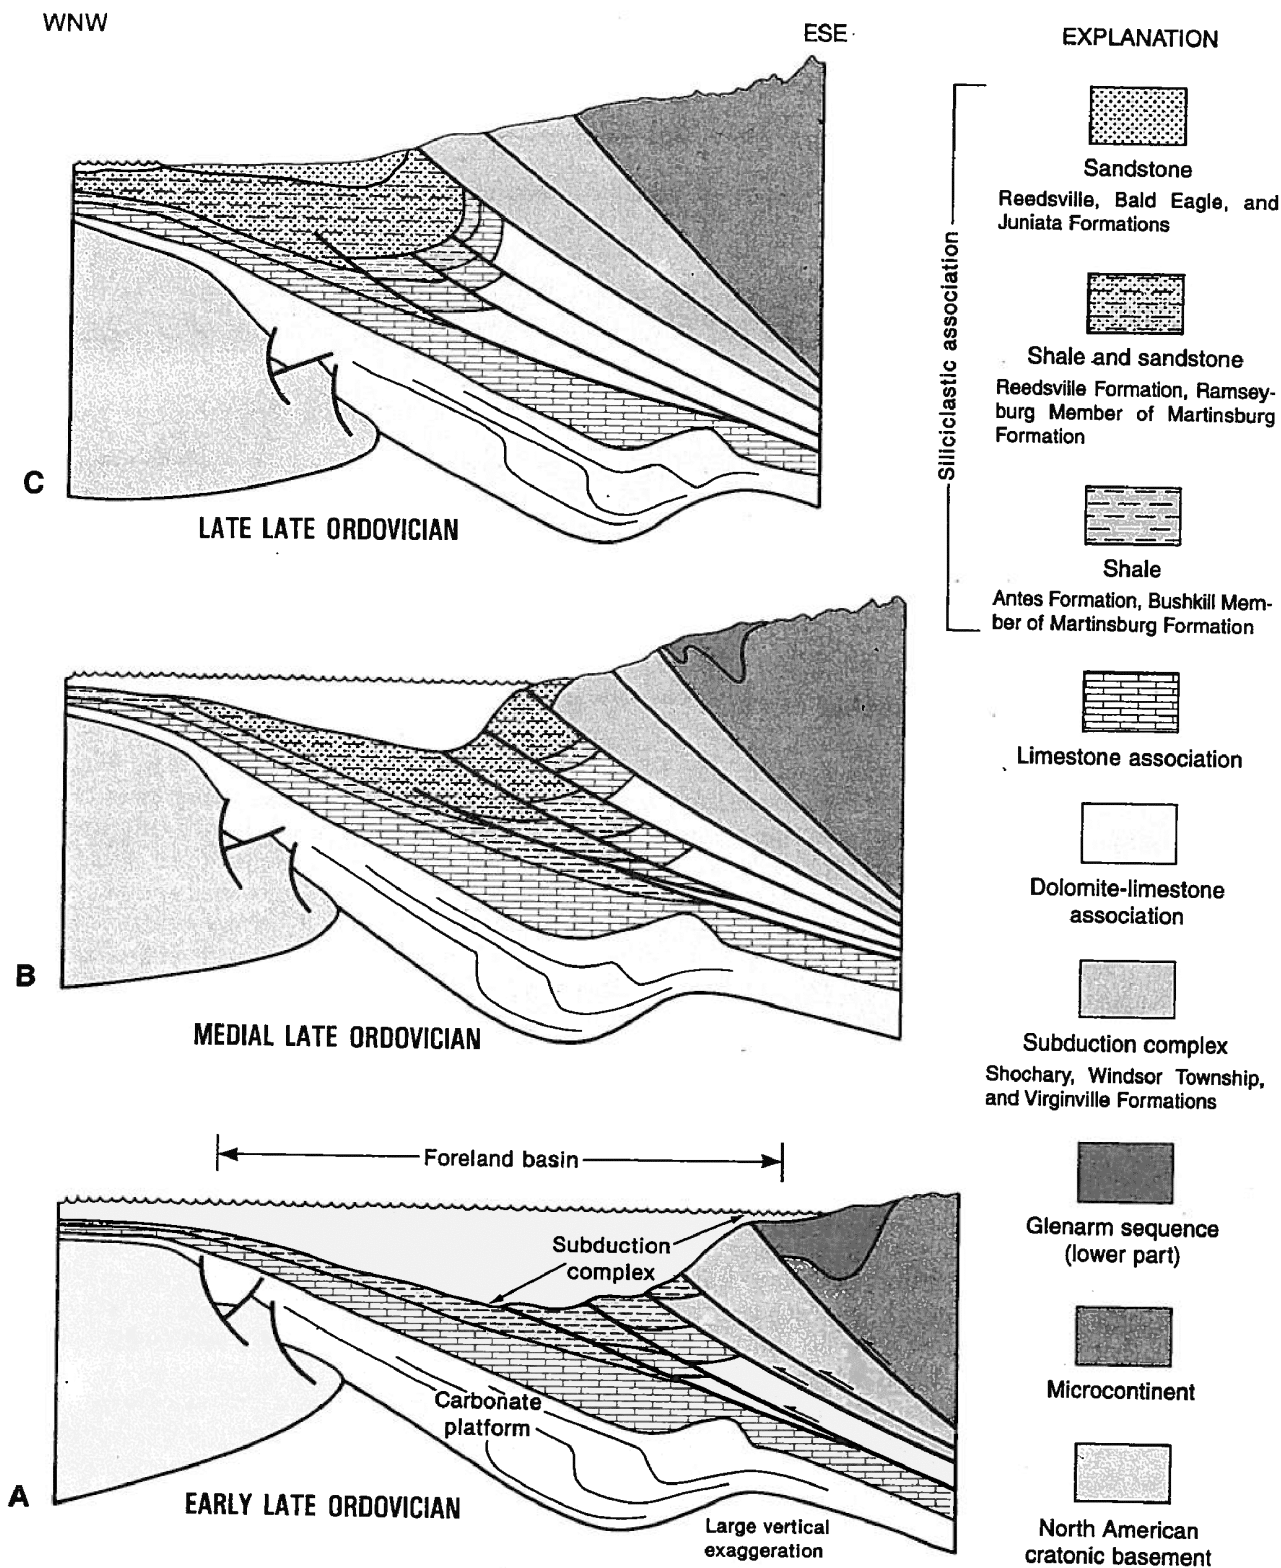 WNW
ESE
C
LATE LATE ORDOVICIAN
B
MEDIAL LATE ORDOVICIAN
Foreland basin
Subduction
complex
Carbonate
platform
A
EARLY LATE ORDOVICIAN
Large vertical
exaggeration
EXPLANATION
Siliciclastic association
Sandstone
Reedsville, Bald Eagle, and
Juniata Formations
Shale and sandstone
Reedsville Formation, Ramsey-
burg Member of Martinsburg
Formation
Shale
Antes Formation, Bushkill Mem-
ber of Martinsburg Formation
Limestone association
Dolomite-limestone
association
Subduction complex
Shochary, Windsor Township,
and Virginville Formations
Glenarm sequence
(lower part)
Microcontinent
North American
cratonic basement